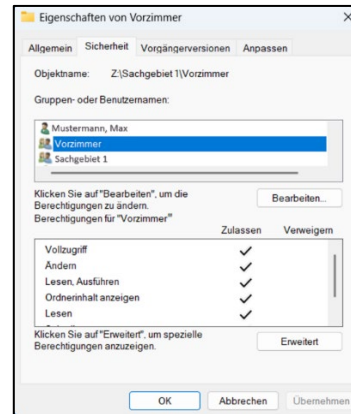 Eigenschaften von Vorzimmer
Allgemein Sicherheit Vorgängerversionen Anpassen
Objektname: Z:\Sachgebiet 1\Vorzimmer
Gruppen- oder Benutzernamen:
Mustermann, Max
Vorzimmer
Sachgebiet 1
Klicken Sie auf "Bearbeiten", um die
Berechtigungen zu ändern.
Bearbeiten...
Berechtigungen für "Vorzimmer"
Zulassen Verweigern
Vollzugriff
Ändern
Lesen, Ausführen
Ordnerinhalt anzeigen
Lesen
Klicken Sie auf "Erweitert", um spezielle
Berechtigungen anzuzeigen.
Erweitert
OK Abbrechen Übernehmen